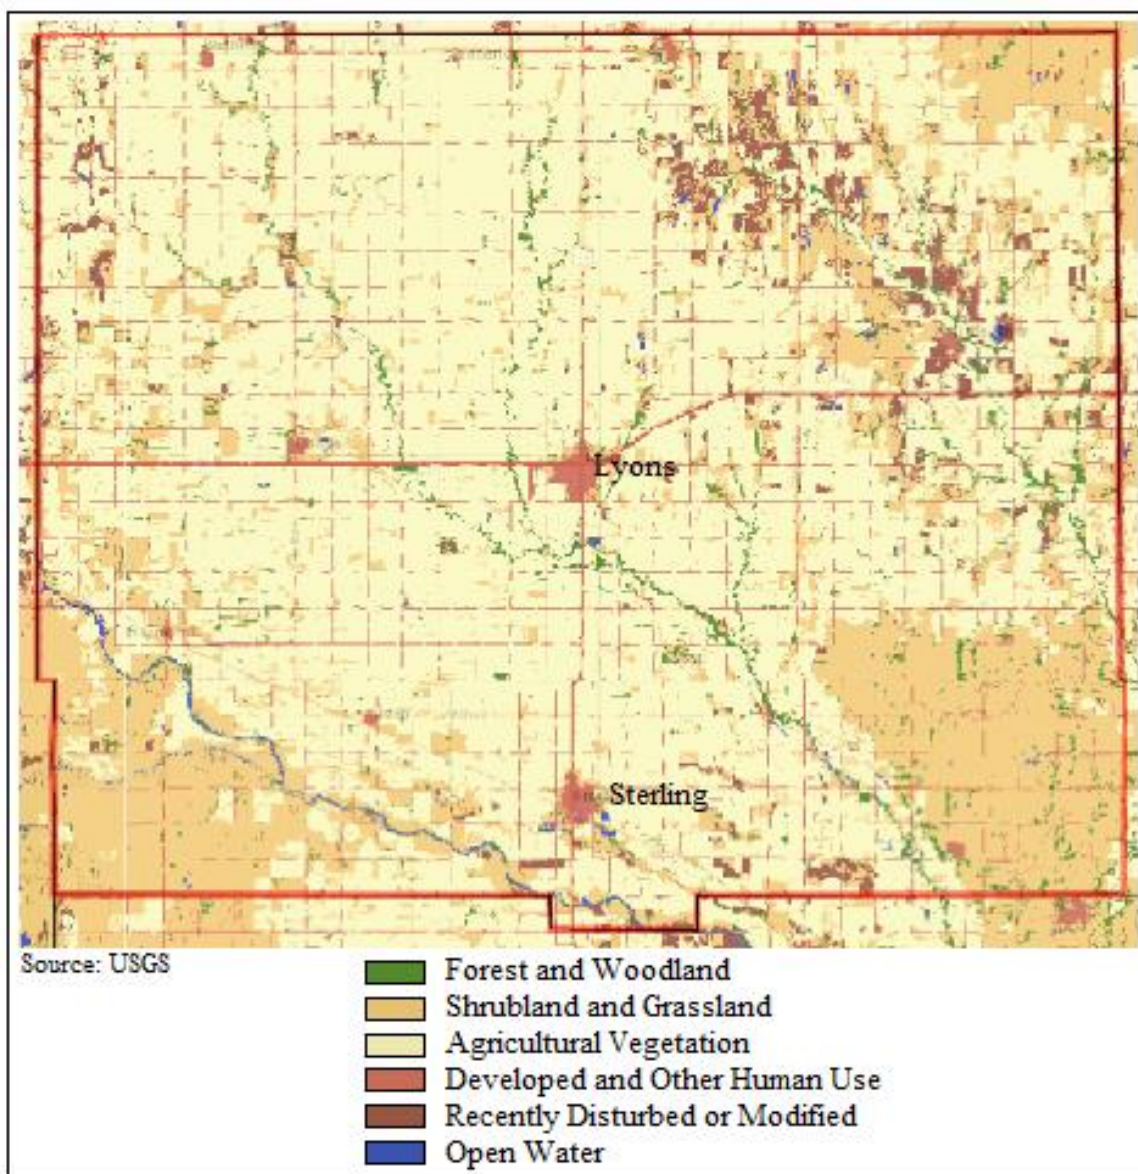 Lyons
Sterling
Source: USGS
Forest and Woodland
Shrubland and Grassland
Agricultural Vegetation
Developed and Other Human Use
Recently Disturbed or Modified
Open Water